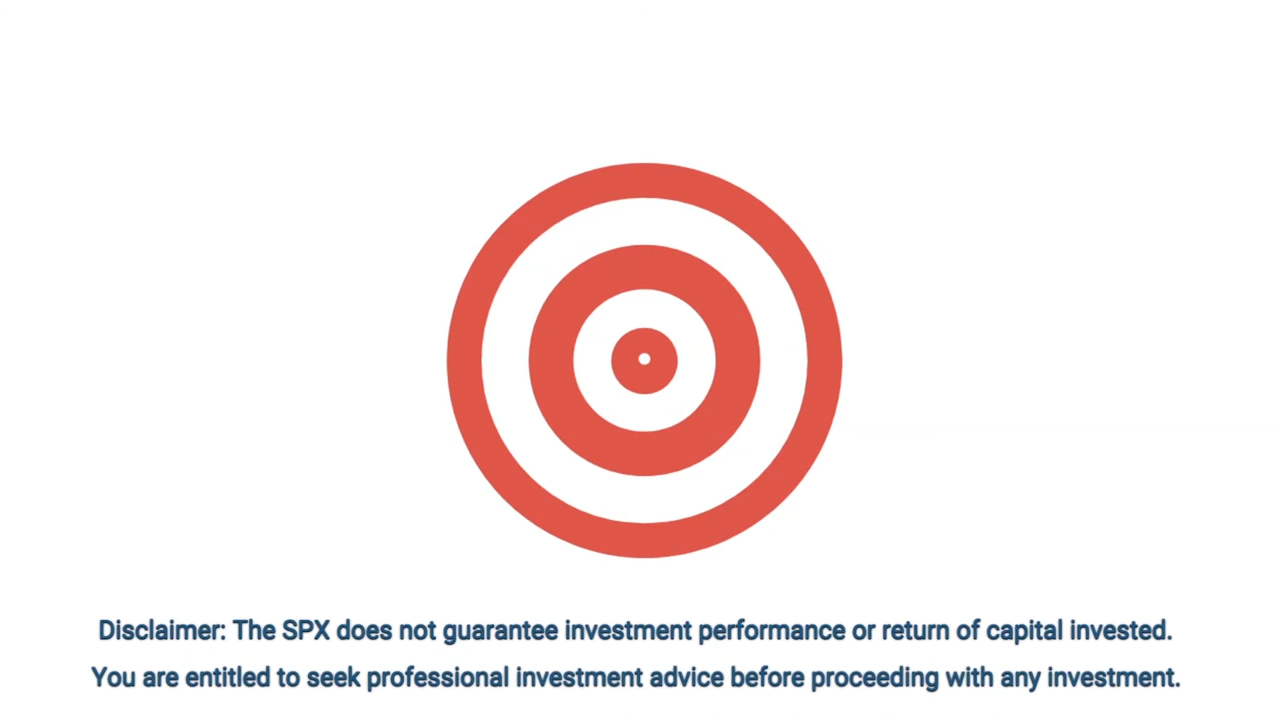 Disclaimer: The SPX does not guarantee investment performance or return of capital invested.
You are entitled to seek professional investment advice before proceeding with any investment.